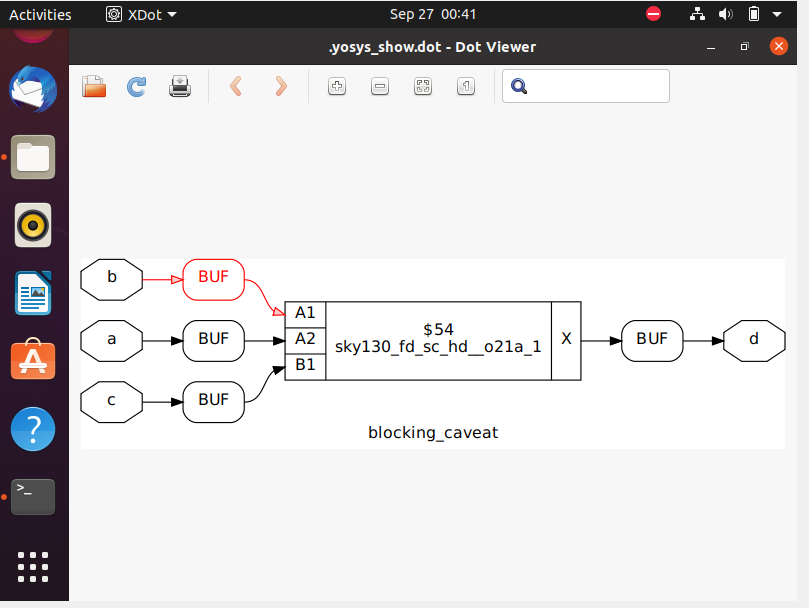 Activities XDot Sep 27 00:41
.yosys_show.dot - Dot Viewer
b BUF
A1
a BUF A2 $54 X BUF d
sky130_fd_sc_hd__o21a_1
B1
c BUF
blocking_caveat